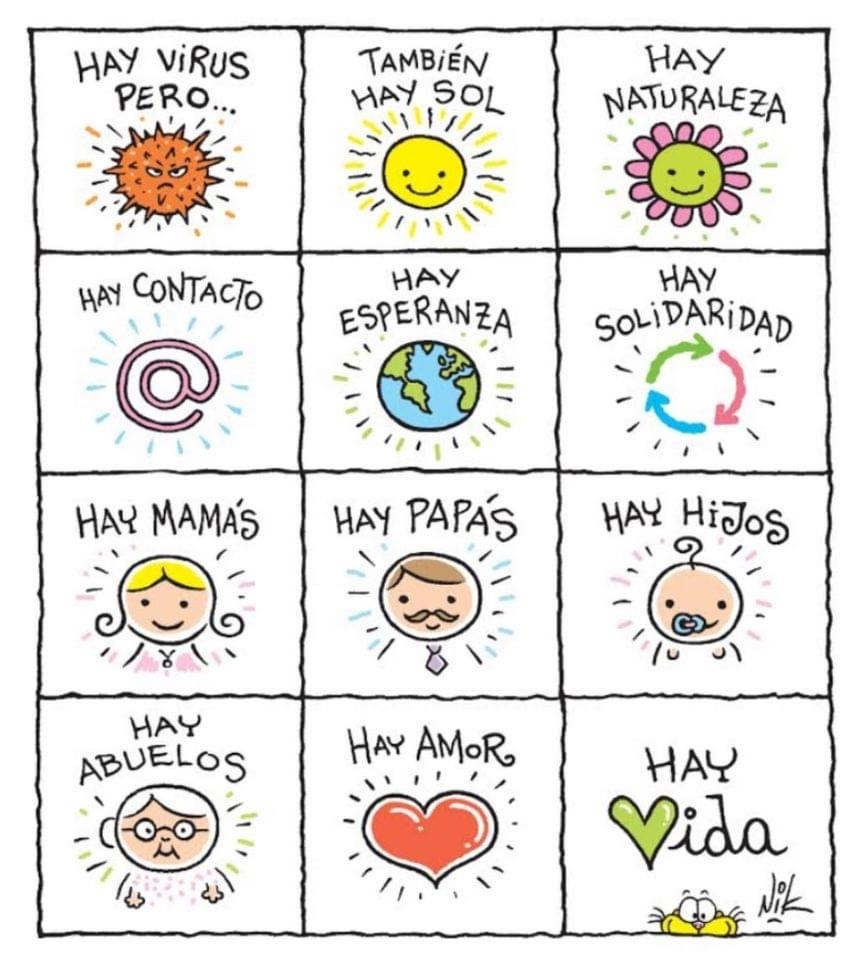 HAY ViRUS
PERO...
TAMBiÉN
HAY SOL
HAY
NATURALEZA
HAY CONTACTO
@
HAY
ESPERANZA
HAY
SOLiDARiDAD
HAY MAMÁS
HAY PAPÁS
HAY HiJOS
HAY
ABUELOS
HAY AMoR
HAY
Vida
Nik